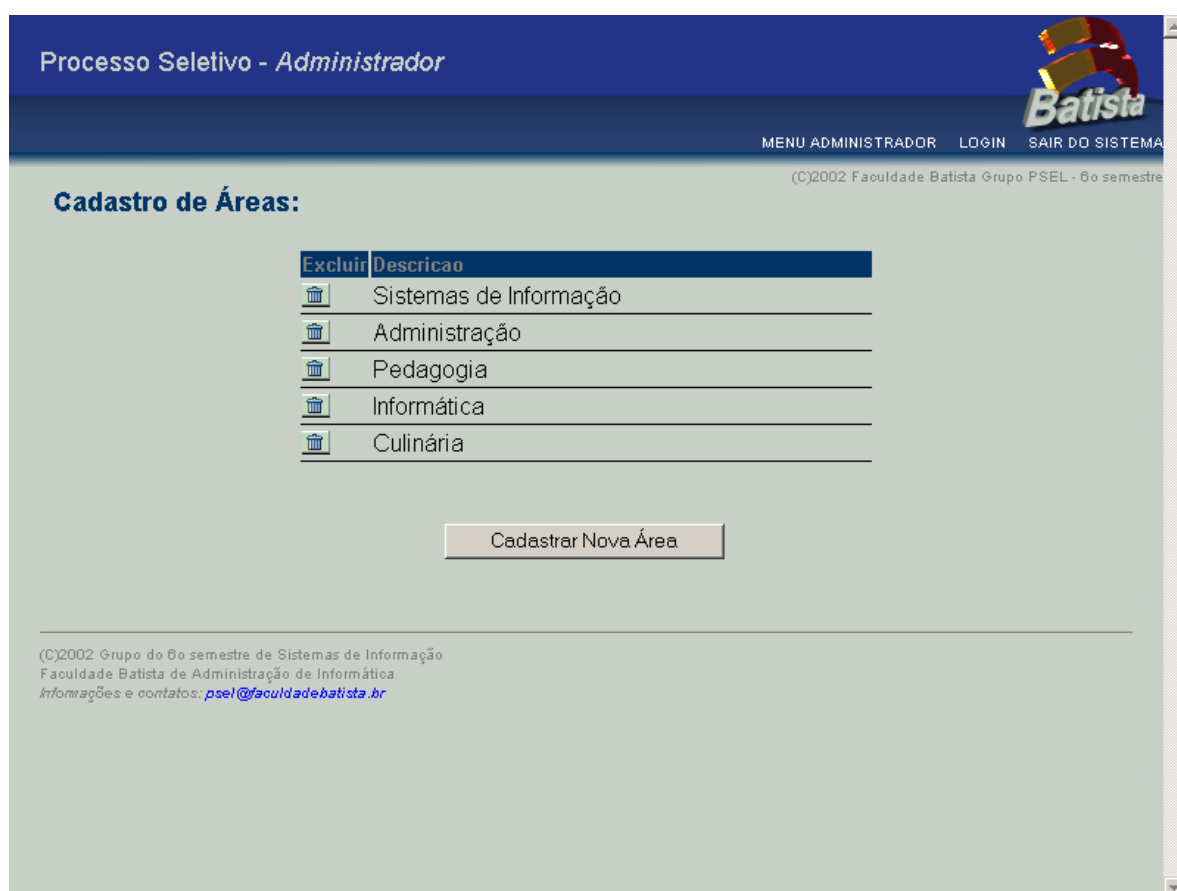 Processo Seletivo - Administrador
Batista
MENU ADMINISTRADOR LOGIN SAIR DO SISTEMA
(C)2002 Faculdade Batista Grupo PSEL - 6o semestre
Cadastro de Áreas:
Excluir Descricao
Sistemas de Informação
Administração
Pedagogia
Informática
Culinária
Cadastrar Nova Área
(C)2002 Grupo do 6o semestre de Sistemas de Informação
Faculdade Batista de Administração de Informática
Informações e contatos: psel@faculdadebatista.br